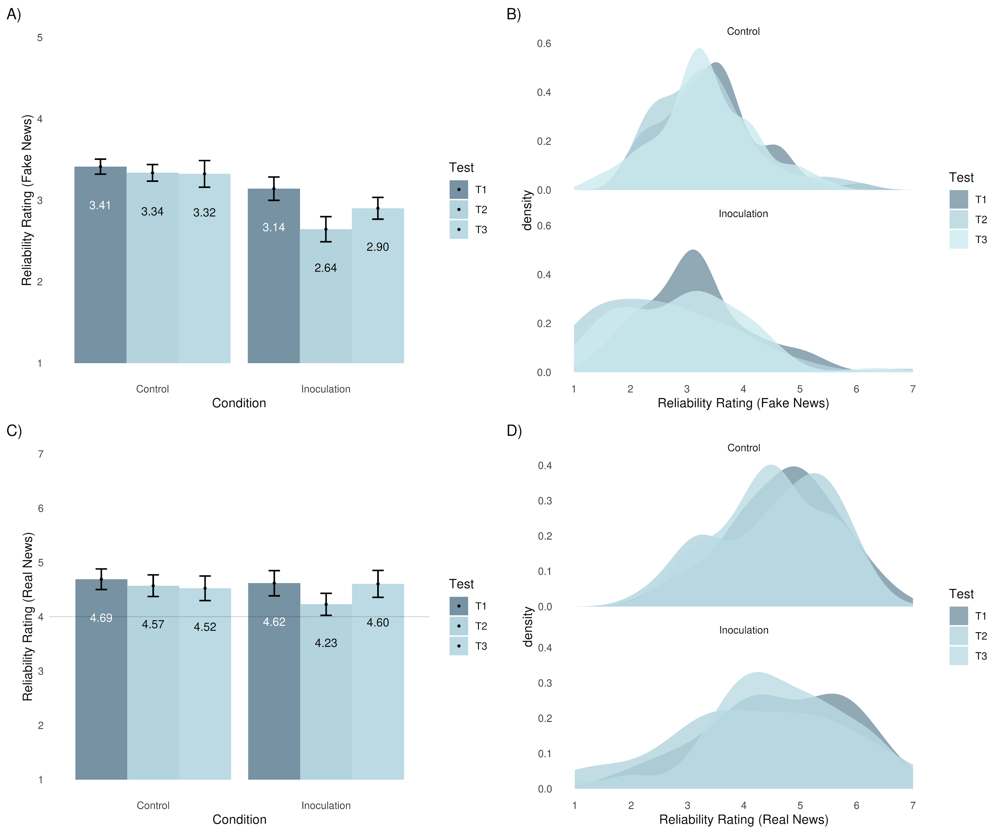 A)
5
4
3
2
1
Reliability Rating (Fake News)
3.41
3.34
3.32
3.14
2.64
2.90
Control
Inoculation
Condition
Test
T1
T2
T3
B)
Control
0.6
0.4
0.2
0.0
density
Inoculation
0.6
0.4
0.2
0.0
1 2 3 4 5 6 7
Reliability Rating (Fake News)
Test
T1
T2
T3
C)
7
6
5
4
3
2
1
Reliability Rating (Real News)
4.69
4.57
4.52
4.62
4.23
4.60
Control
Inoculation
Condition
Test
T1
T2
T3
D)
Control
0.4
0.3
0.2
0.1
0.0
density
Inoculation
0.4
0.3
0.2
0.1
0.0
1 2 3 4 5 6 7
Reliability Rating (Real News)
Test
T1
T2
T3